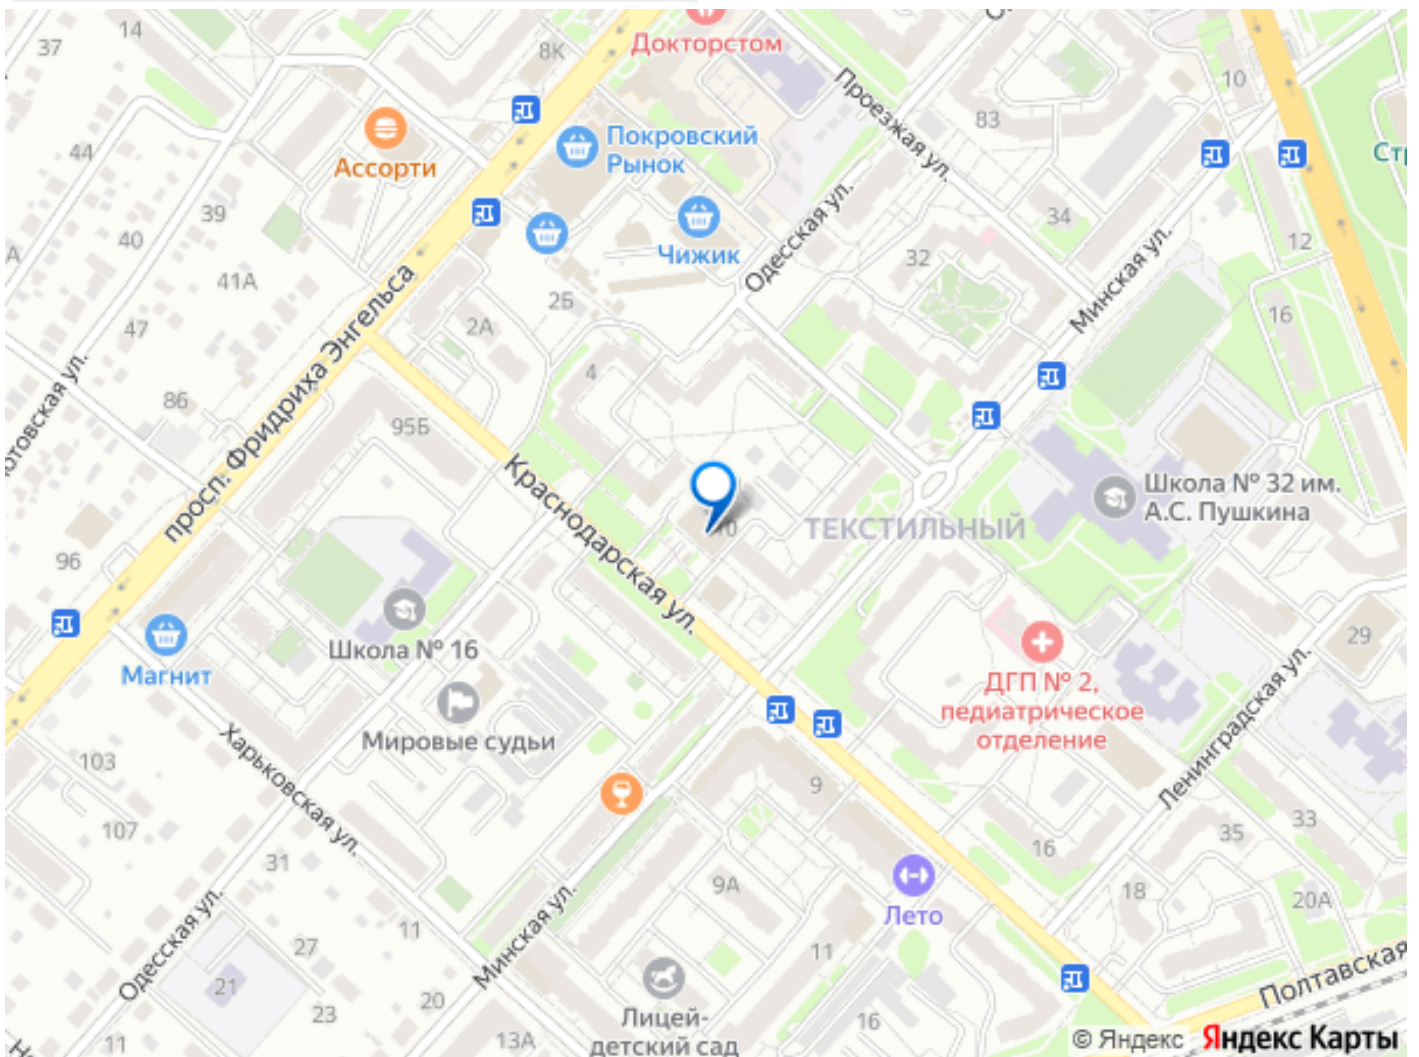 14
37
8К
Докторстом
10
Проезжая ул.
83
Покровский
Рынок
Ассорти
44
39
34
40
Чижик
Одесская ул.
32
12
41А
Минская ул.
2Б
16
47
2А
просп. Фридриха Энгельса
4
86
95Б
Краснодарская ул.
Школа № 32 им.
А.С. Пушкина
ТЕКСТИЛЬНЫЙ
96
Школа № 16
29
Магнит
ДГП № 2,
педиатрическое
отделение
Мировые судьи
Ленинградская ул.
103
Харьковская ул.
9
107
33
35
16
31
9А
18
20А
Лето
Одесская ул.
11
Минская ул.
27
11
21
20
23
Полтавская
Лицей-
детский сад
16
13А
11
© Яндекс Яндекс Карты